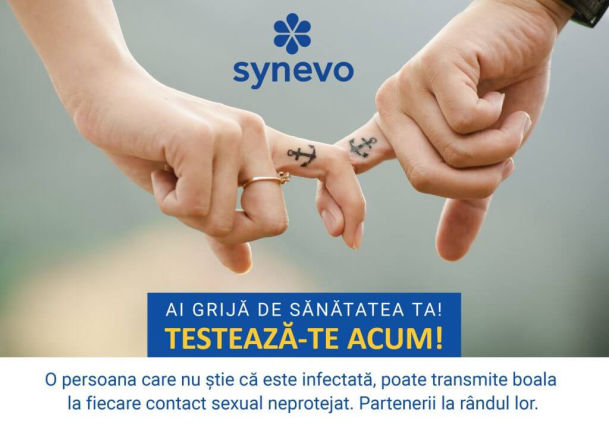 synevo
AI GRIJĂ DE SĂNĂTATEA TA!
TESTEAZĂ-TE ACUM!
O persoana care nu știe că este infectată, poate transmite boala
la fiecare contact sexual neprotejat. Partenerii la rândul lor.